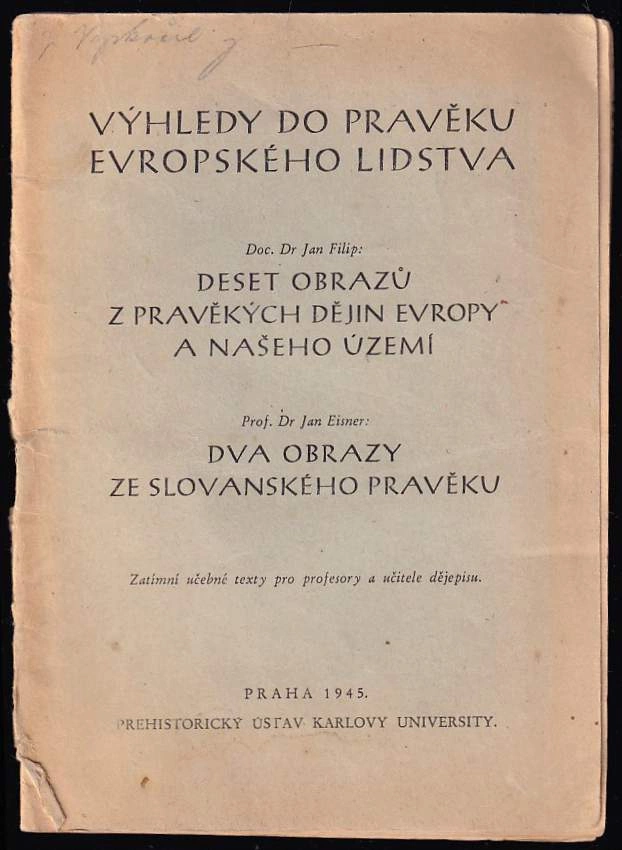 VÝHLEDY DO PRAVĚKU
EVROPSKÉHO LIDSTVA
Doc. Dr Jan Filip:
DESET OBRAZŮ
Z PRAVĚKÝCH DĚJIN EVROPY
A NAŠEHO ÚZEMÍ
Prof. Dr Jan Eisner:
DVA OBRAZY
ZE SLOVANSKÉHO PRAVĚKU
Zatímní učebné texty pro profesory a učitele dějepisu.
PRAHA 1945.
PREHISTORICKÝ ÚSTAV KARLOVY UNIVERSITY.